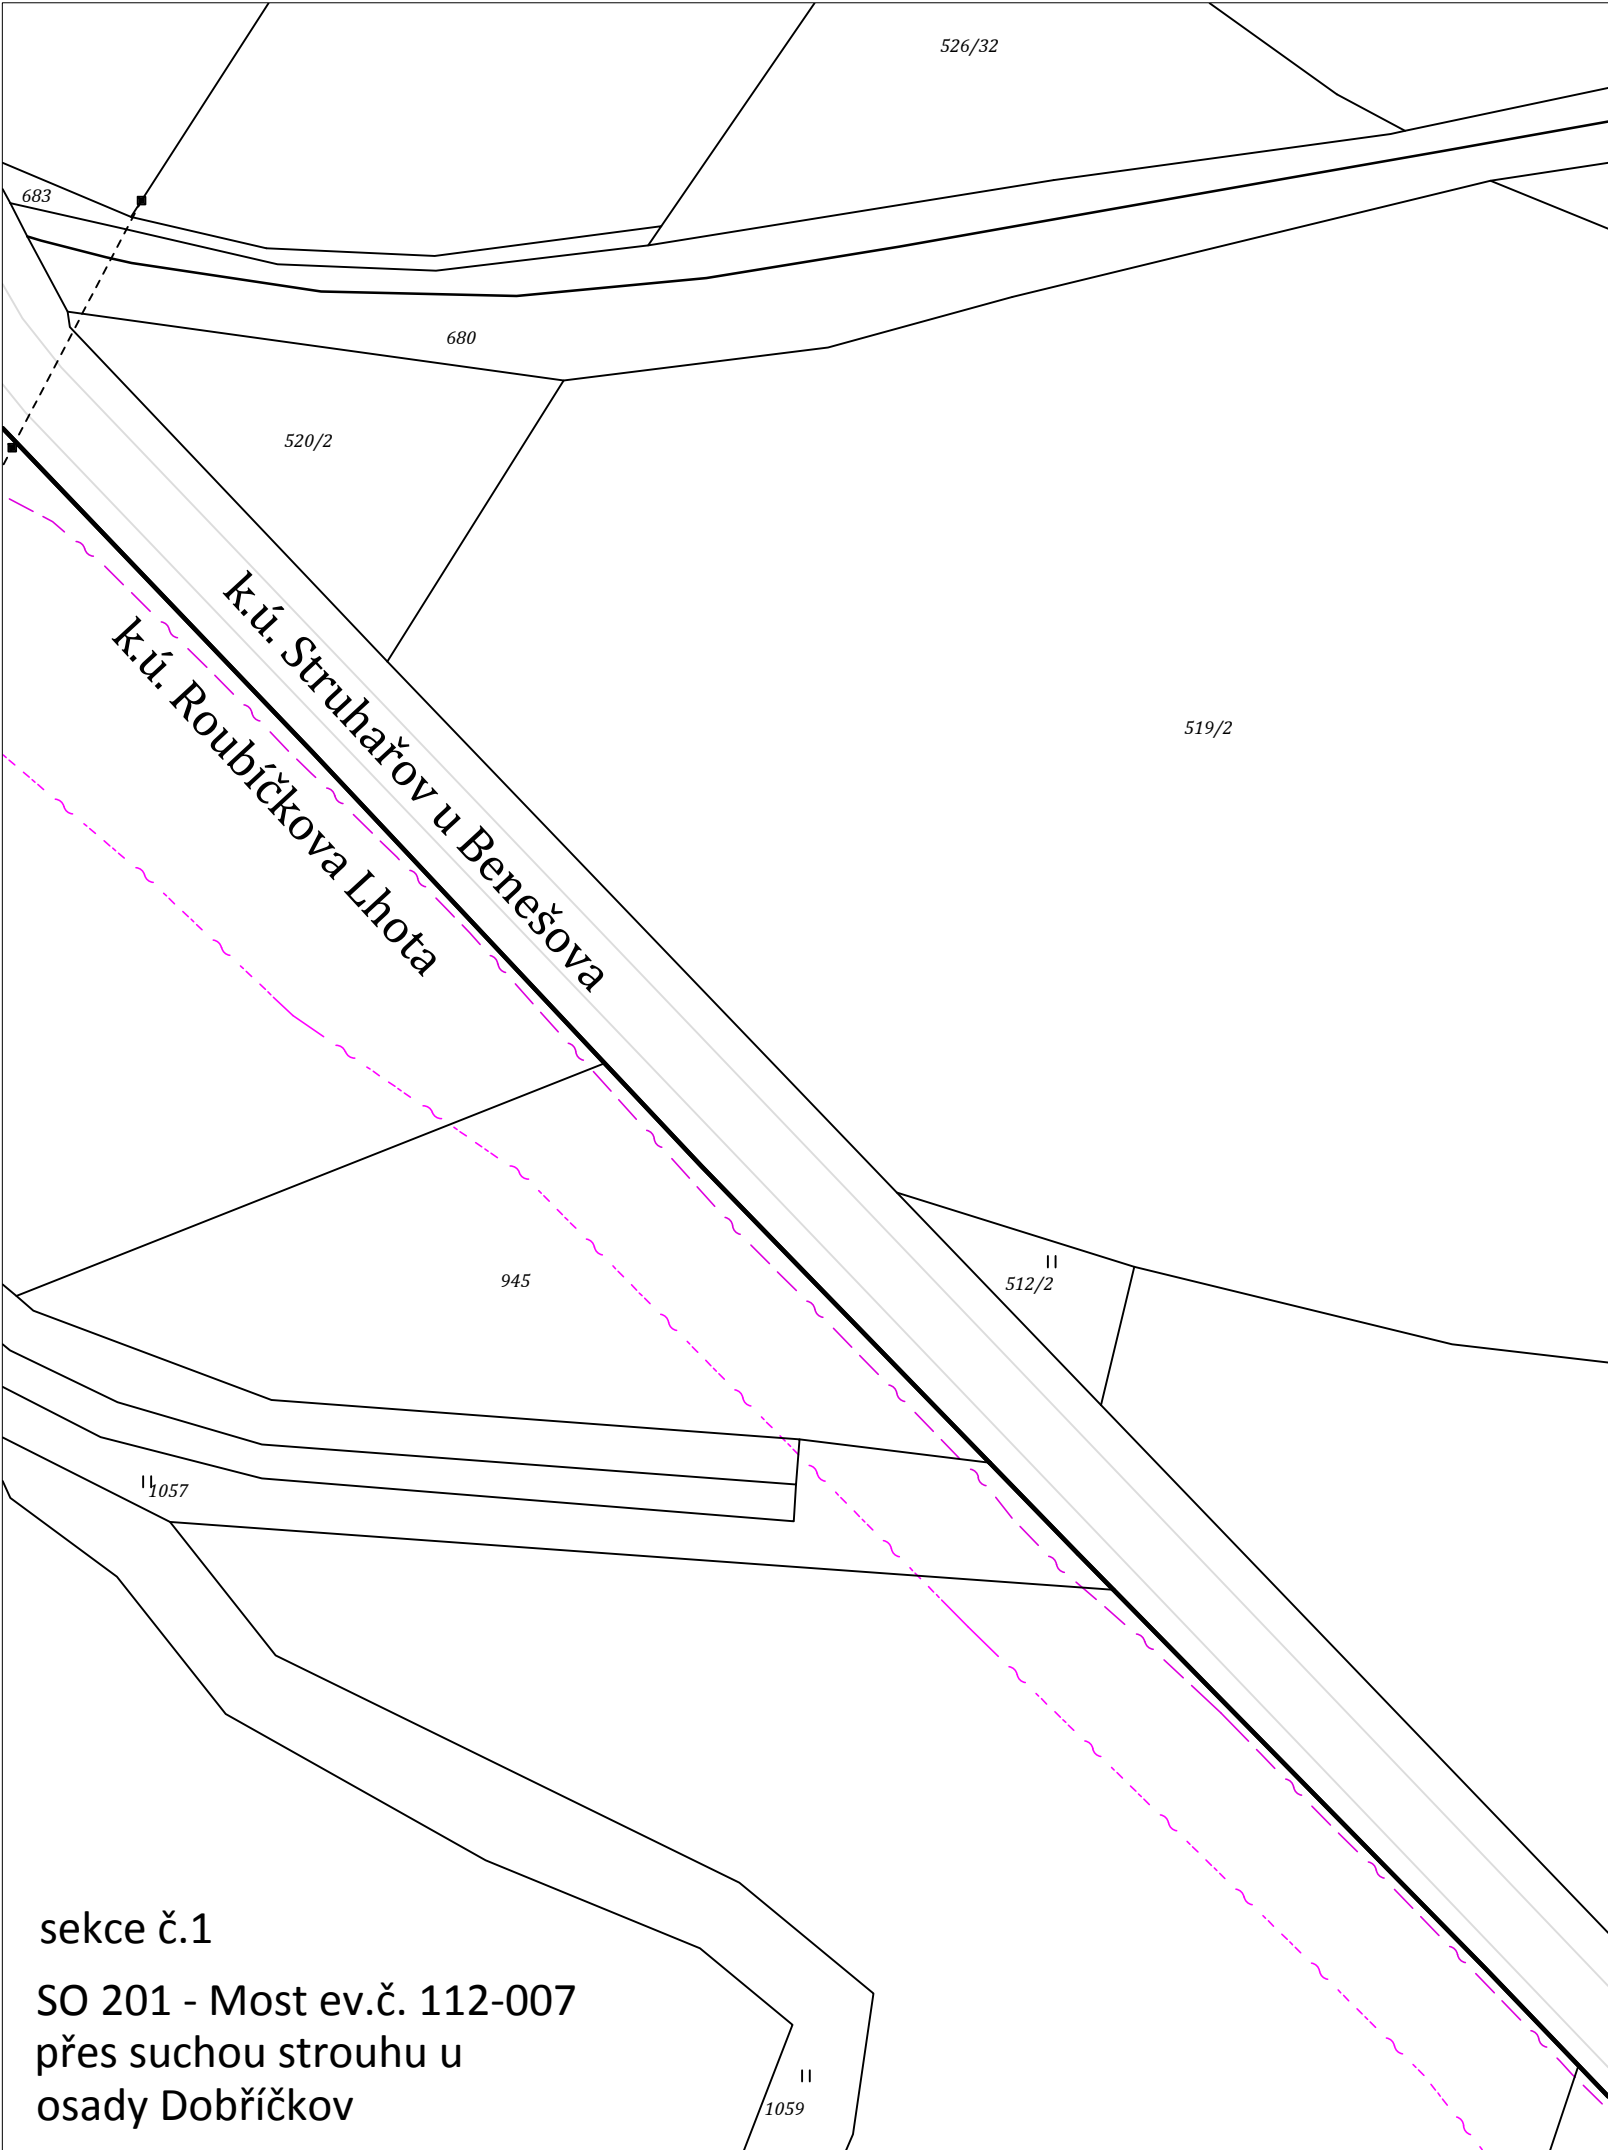 526/32
683
680
520/2
k.ú. Struhařov u Benešova
k.ú. Roubíčkova Lhota
519/2
945
512/2
1057
sekce č.1
SO 201 - Most ev.č. 112-007
přes suchou strouhu u
osady Dobříčkov
1059